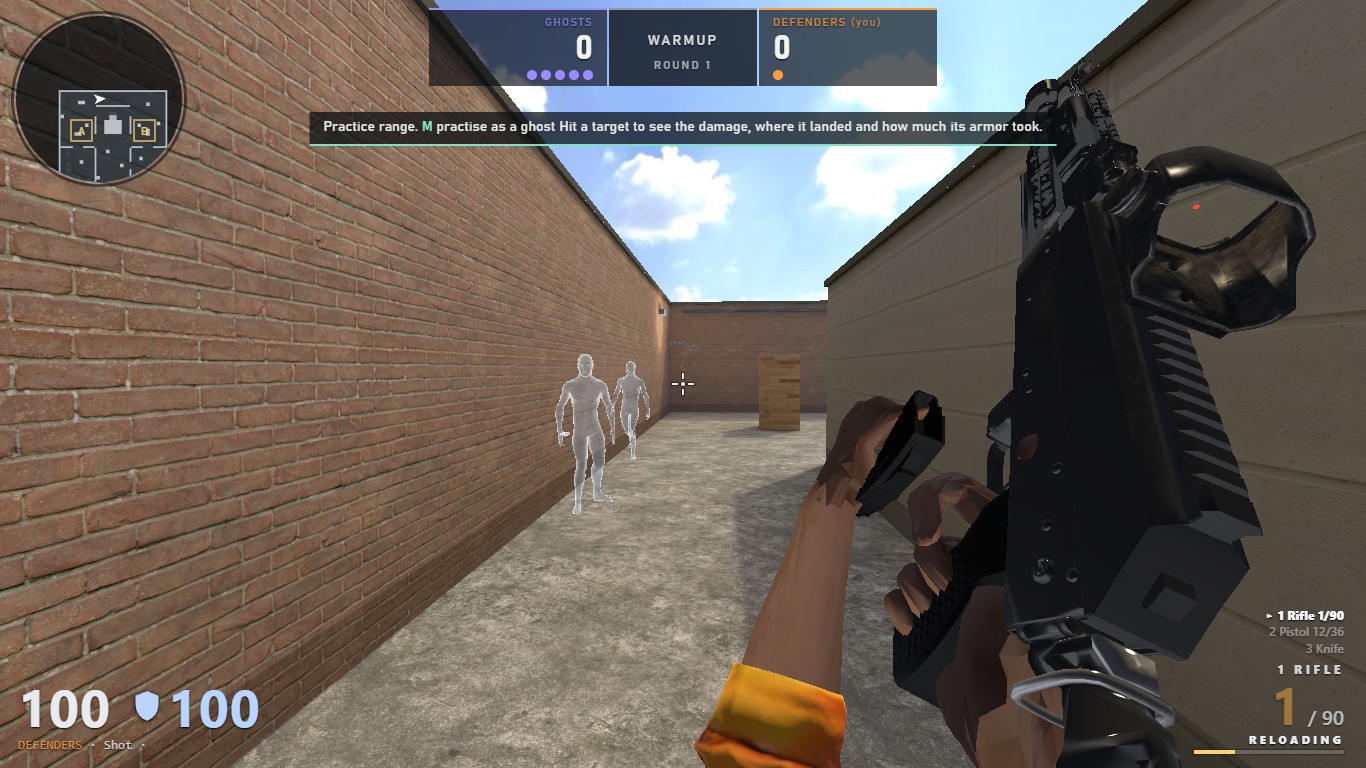 GHOSTS
0
WARMUP
ROUND 1
DEFENDERS (you)
0
A
B
Practice range. M practise as a ghost Hit a target to see the damage, where it landed and how much its armor took.
▸ 1 Rifle 1/90
2 Pistol 12/36
3 Knife
1 RIFLE
1 / 90
RELOADING
100 100
DEFENDERS · Shot ·